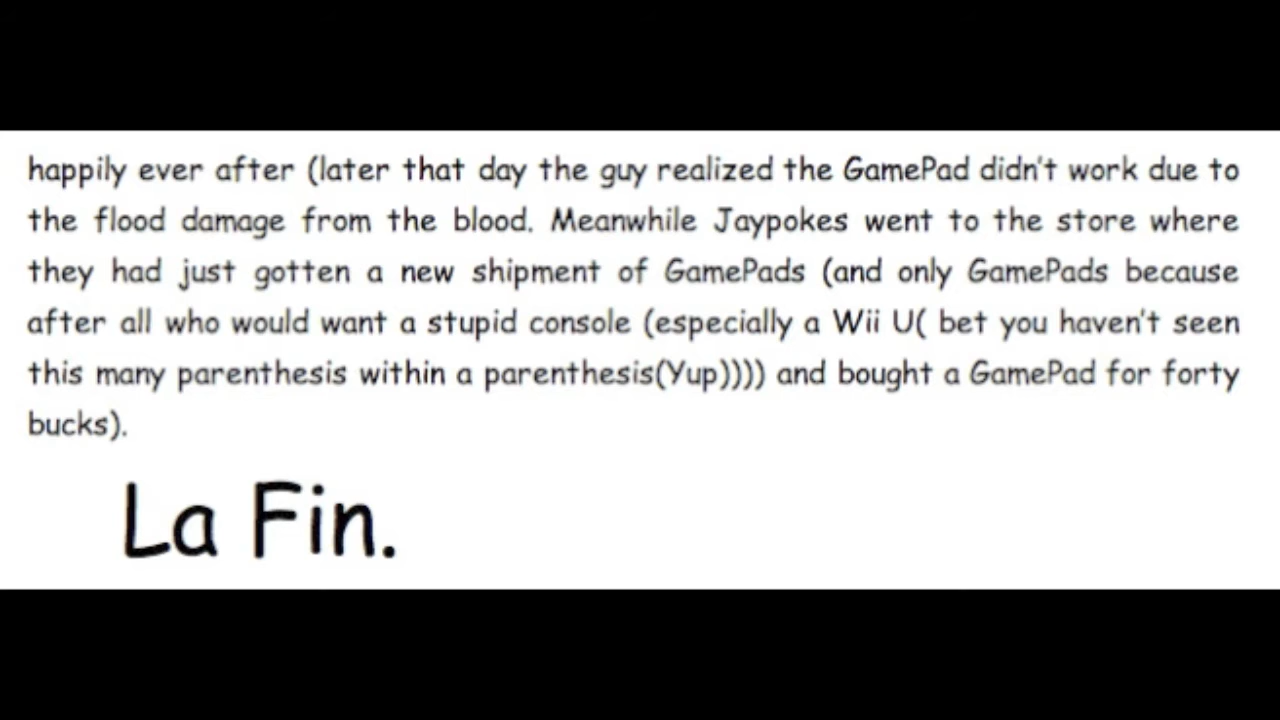 happily ever after (later that day the guy realized the GamePad didn't work due to
the flood damage from the blood. Meanwhile Jaypokes went to the store where
they had just gotten a new shipment of GamePads (and only GamePads because
after all who would want a stupid console (especially a Wii U( bet you haven't seen
this many parenthesis within a parenthesis(Yup)))) and bought a GamePad for forty
bucks).
La Fin.